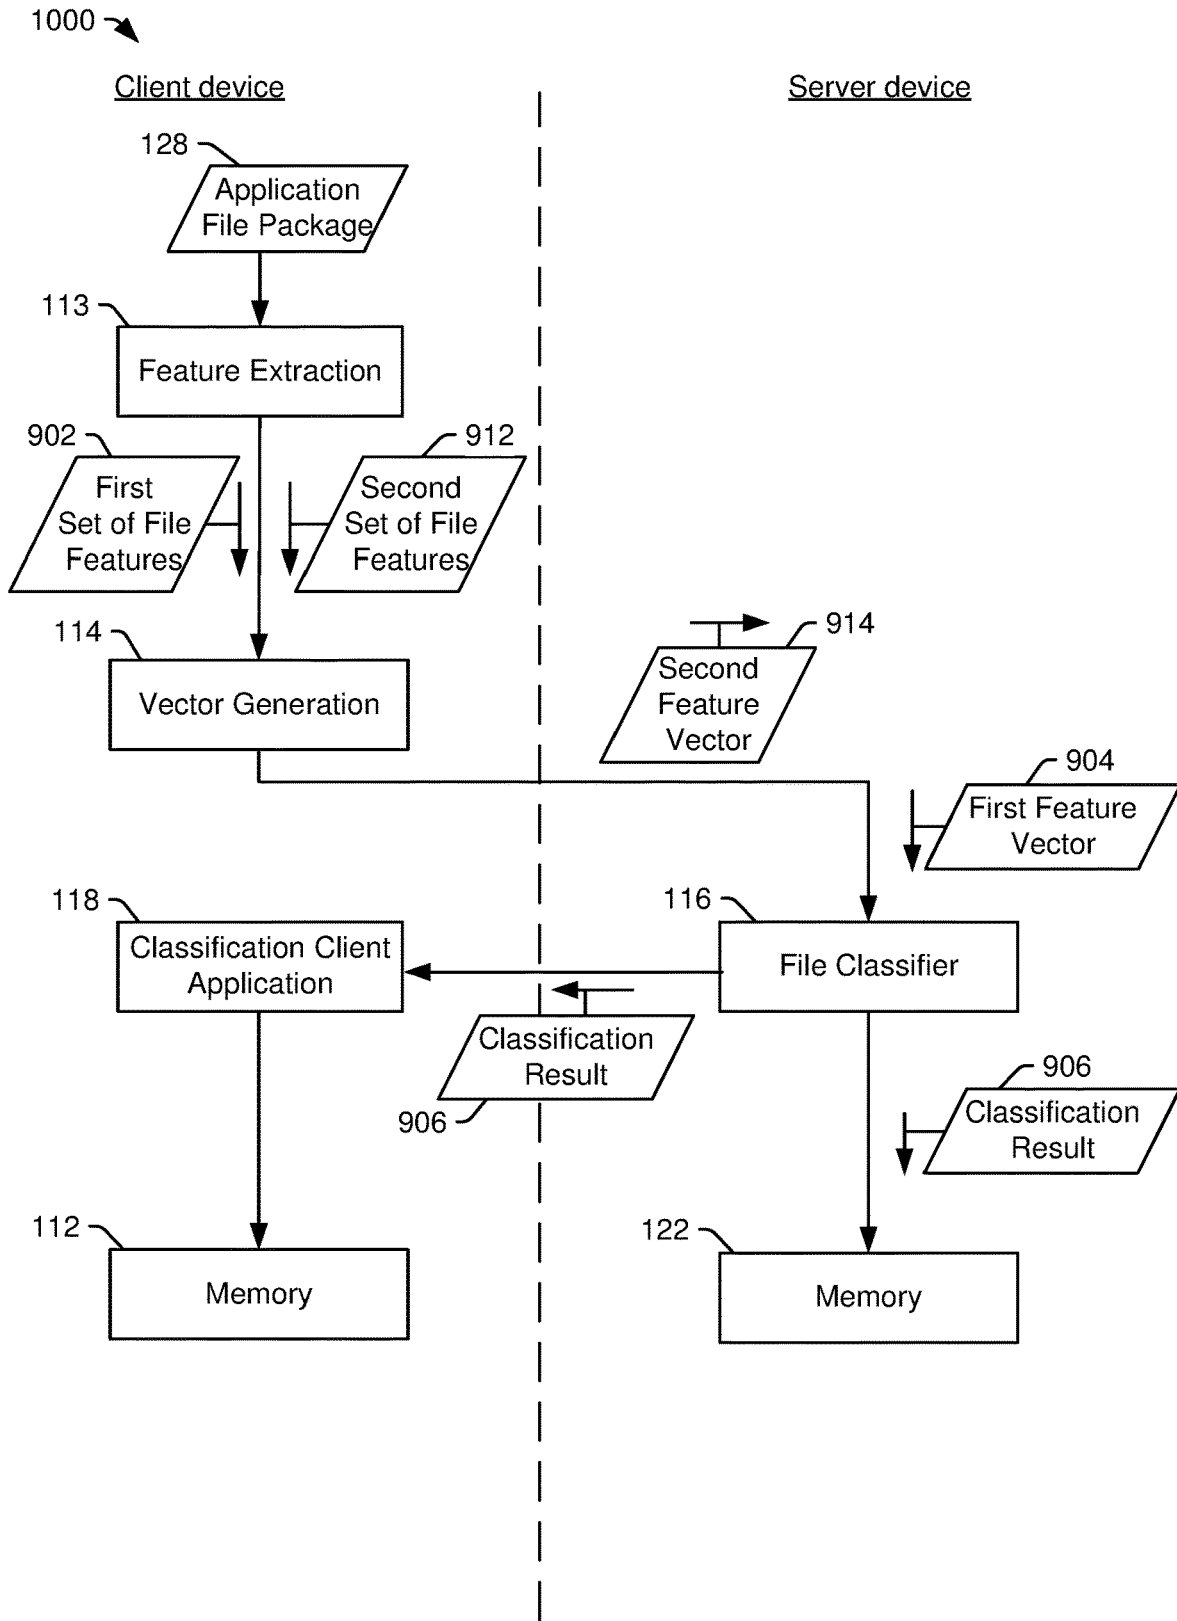 1000
Client device
Server device
128
Application
File Package
113
Feature Extraction
902
First
Set of File
Features
912
Second
Set of File
Features
114
Vector Generation
914
Second
Feature
Vector
904
First Feature
Vector
118
Classification Client
Application
116
File Classifier
Classification
Result
906
906
Classification
Result
112
Memory
122
Memory